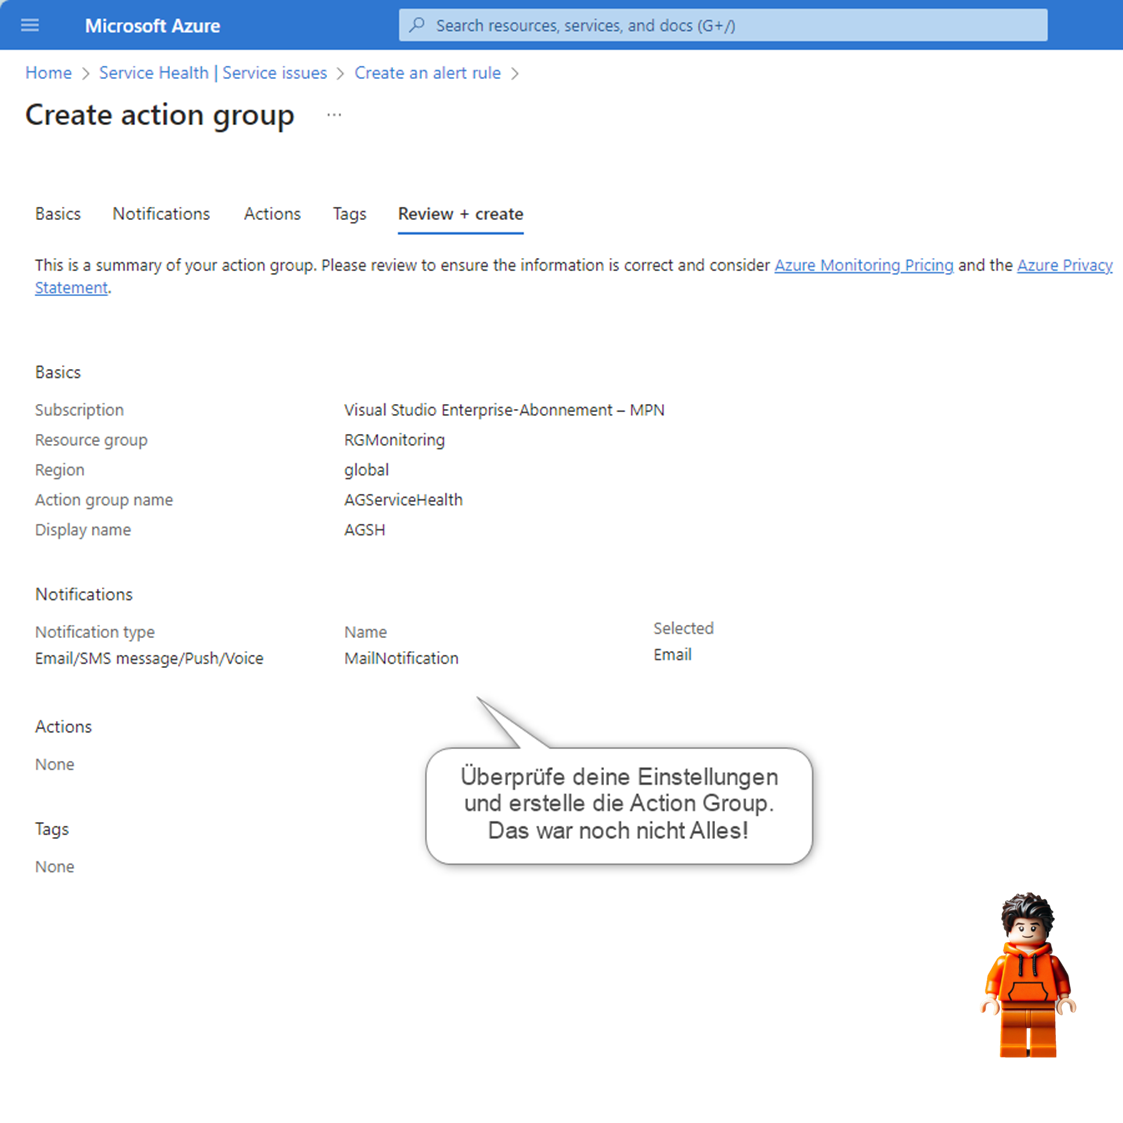 Microsoft Azure
Search resources, services, and docs (G+/)
Home > Service Health | Service issues > Create an alert rule >
Create action group ...
Basics Notifications Actions Tags Review + create
This is a summary of your action group. Please review to ensure the information is correct and consider Azure Monitoring Pricing and the Azure Privacy
Statement.
Basics
Subscription Visual Studio Enterprise-Abonnement – MPN
Resource group RGMonitoring
Region global
Action group name AGServiceHealth
Display name AGSH
Notifications
Notification type Name Selected
Email/SMS message/Push/Voice MailNotification Email
Actions
None
Überprüfe deine Einstellungen
und erstelle die Action Group.
Das war noch nicht Alles!
Tags
None